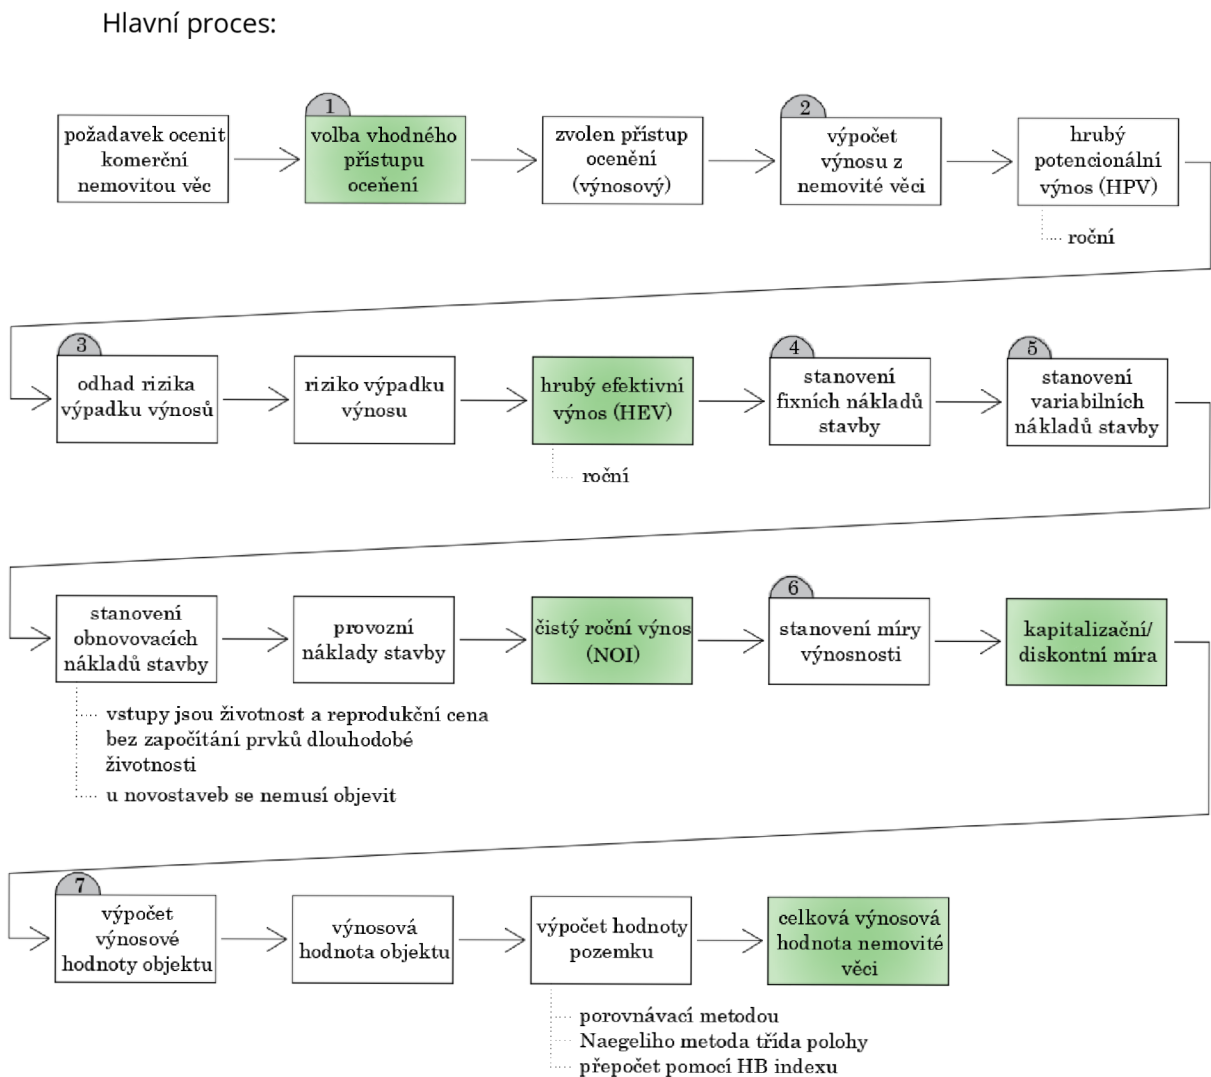 Hlavní proces:
1
volba vhodného
přístupu
oceňení
požadavek ocenit
komerční
nemovitou věc
zvolen přístup
ocenění
(výnosový)
2
výpočet
výnosu z
nemovité věci
hrubý
potencionální
výnos (HPV)
roční
3
odhad rizika
výpadku výnosů
riziko výpadku
výnosu
hrubý efektivní
výnos (HEV)
roční
4
stanovení
fixních nákladů
stavby
5
stanovení
variabilních
nákladů stavby
stanovení
obnovovacích
nákladů stavby
vstupy jsou životnost a reprodukční cena
bez započítání prvků dlouhodobé
životnosti
u novostaveb se nemusí objevit
provozní
náklady stavby
čistý roční výnos
(NOI)
6
stanovení míry
výnosnosti
kapitalizační/
diskontní míra
7
výpočet
výnosové
hodnoty objektu
výnosová
hodnota objektu
výpočet hodnoty
pozemku
porovnávací metodou
Naegeliho metoda třída polohy
přepočet pomocí HB indexu
celková výnosová
hodnota nemovité
věci